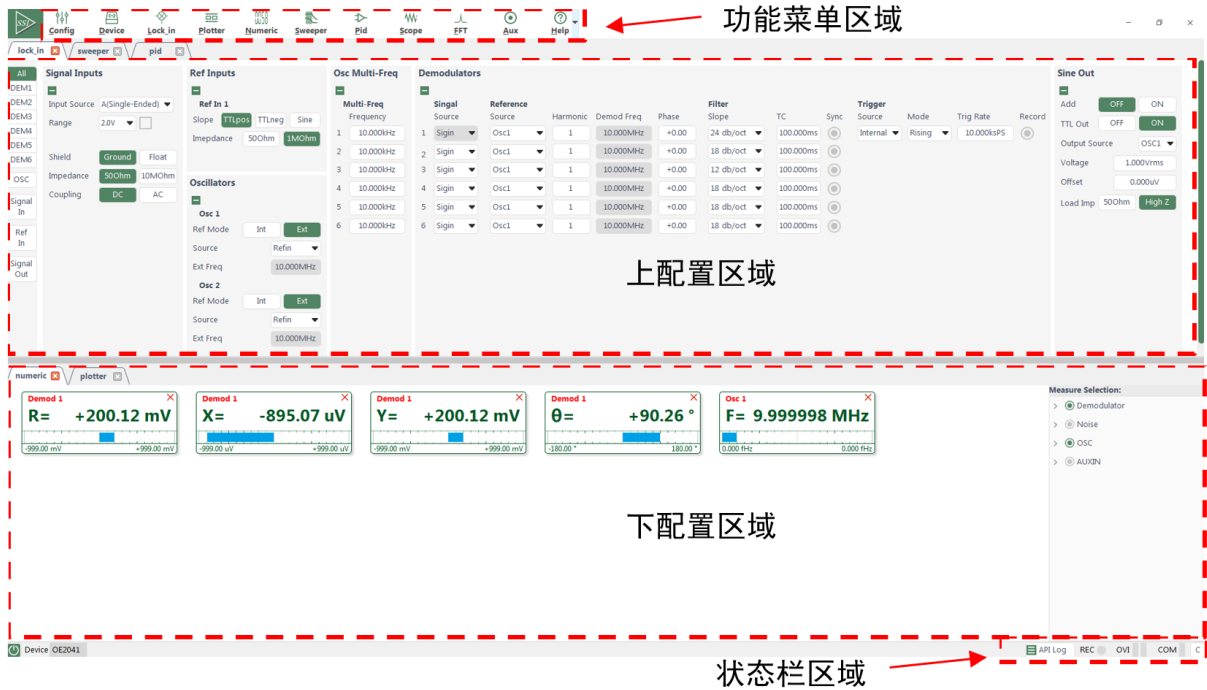 SSI Config Device Lock_in Plotter Numeric Sweeper Pid Scope FFT Aux Help
功能菜单区域
lock_in sweeper pid
All
DEM1
DEM2
DEM3
DEM4
DEM5
DEM6
OSC
Signal In
Ref In
Signal Out
Signal Inputs
Input Source A(Single-Ended)
Range 2.0V
Shield Ground Float
Impedance 50Ohm 10MOhm
Coupling DC AC
Ref Inputs
Ref In 1
Slope TTLpos TTLneg Sine
Imepdance 50Ohm 1MOhm
Oscillators
Osc 1
Ref Mode Int Ext
Source Refin
Ext Freq 10.000MHz
Osc 2
Ref Mode Int Ext
Source Refin
Ext Freq 10.000MHz
Osc Multi-Freq
Multi-Freq
Frequency
1 10.000kHz
2 10.000kHz
3 10.000kHz
4 10.000kHz
5 10.000kHz
6 10.000kHz
Demodulators
Singal Reference Filter Trigger
Source Source Harmonic Demod Freq Phase Slope TC Sync Source Mode Trig Rate Record
1 Sigin Osc1 1 10.000MHz +0.00 24 db/oct 100.000ms Internal Rising 10.000ksPS
2 Sigin Osc1 1 10.000MHz +0.00 18 db/oct 100.000ms
3 Sigin Osc1 1 10.000MHz +0.00 12 db/oct 100.000ms
4 Sigin Osc1 1 10.000MHz +0.00 18 db/oct 100.000ms
5 Sigin Osc1 1 10.000MHz +0.00 18 db/oct 100.000ms
6 Sigin Osc1 1 10.000MHz +0.00 18 db/oct 100.000ms
上配置区域
Sine Out
Add OFF ON
TTL Out OFF ON
Output Source OSC1
Voltage 1.000Vrms
Offset 0.000uV
Load Imp 50Ohm High Z
numeric plotter
Demod 1
R= +200.12 mV
-999.00 mV +999.00 mV
Demod 1
X= -895.07 uV
-999.00 uV +999.00 uV
Demod 1
Y= +200.12 mV
-999.00 mV +999.00 mV
Demod 1
θ= +90.26 °
-180.00 ° 180.00 °
Osc 1
F= 9.999998 MHz
0.000 fHz 0.000 fHz
Measure Selection:
Demodulator
Noise
OSC
AUXIN
下配置区域
Device OE2041
API Log REC OVI COM C
状态栏区域